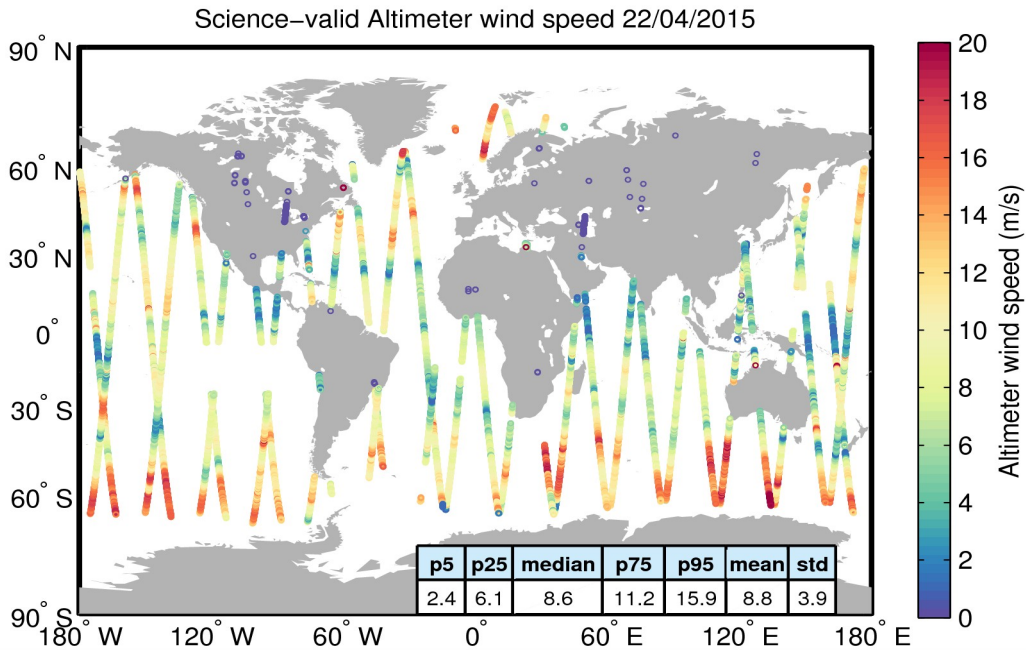 Science−valid Altimeter wind speed 22/04/2015
90° N
60° N
30° N
0°
30° S
60° S
90° S
180° W
120° W
60° W
0°
60° E
120° E
180° E
p5 p25 median p75 p95 mean std
2.4 6.1 8.6 11.2 15.9 8.8 3.9
20
18
16
14
12
10
8
6
4
2
0
Altimeter wind speed (m/s)